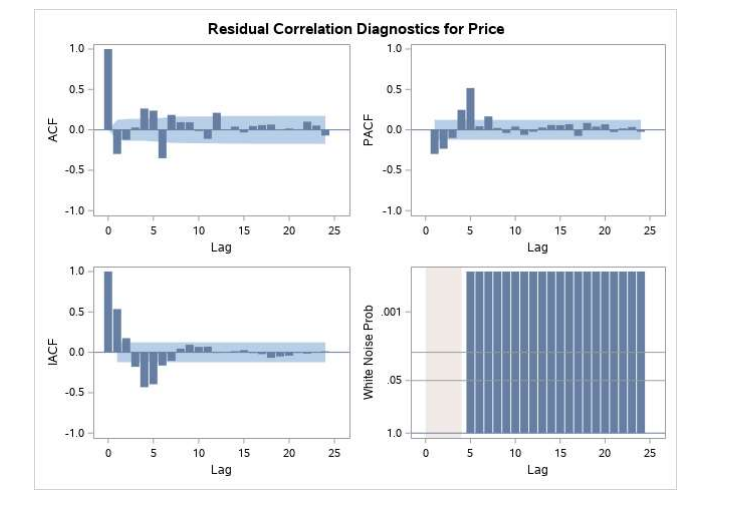 Residual Correlation Diagnostics for Price
ACF
1.0
0.5
0.0
-0.5
-1.0
0 5 10 15 20 25
Lag
PACF
1.0
0.5
0.0
-0.5
-1.0
0 5 10 15 20 25
Lag
IACF
1.0
0.5
0.0
-0.5
-1.0
0 5 10 15 20 25
Lag
White Noise Prob
.001
.05
1.0
0 5 10 15 20 25
Lag